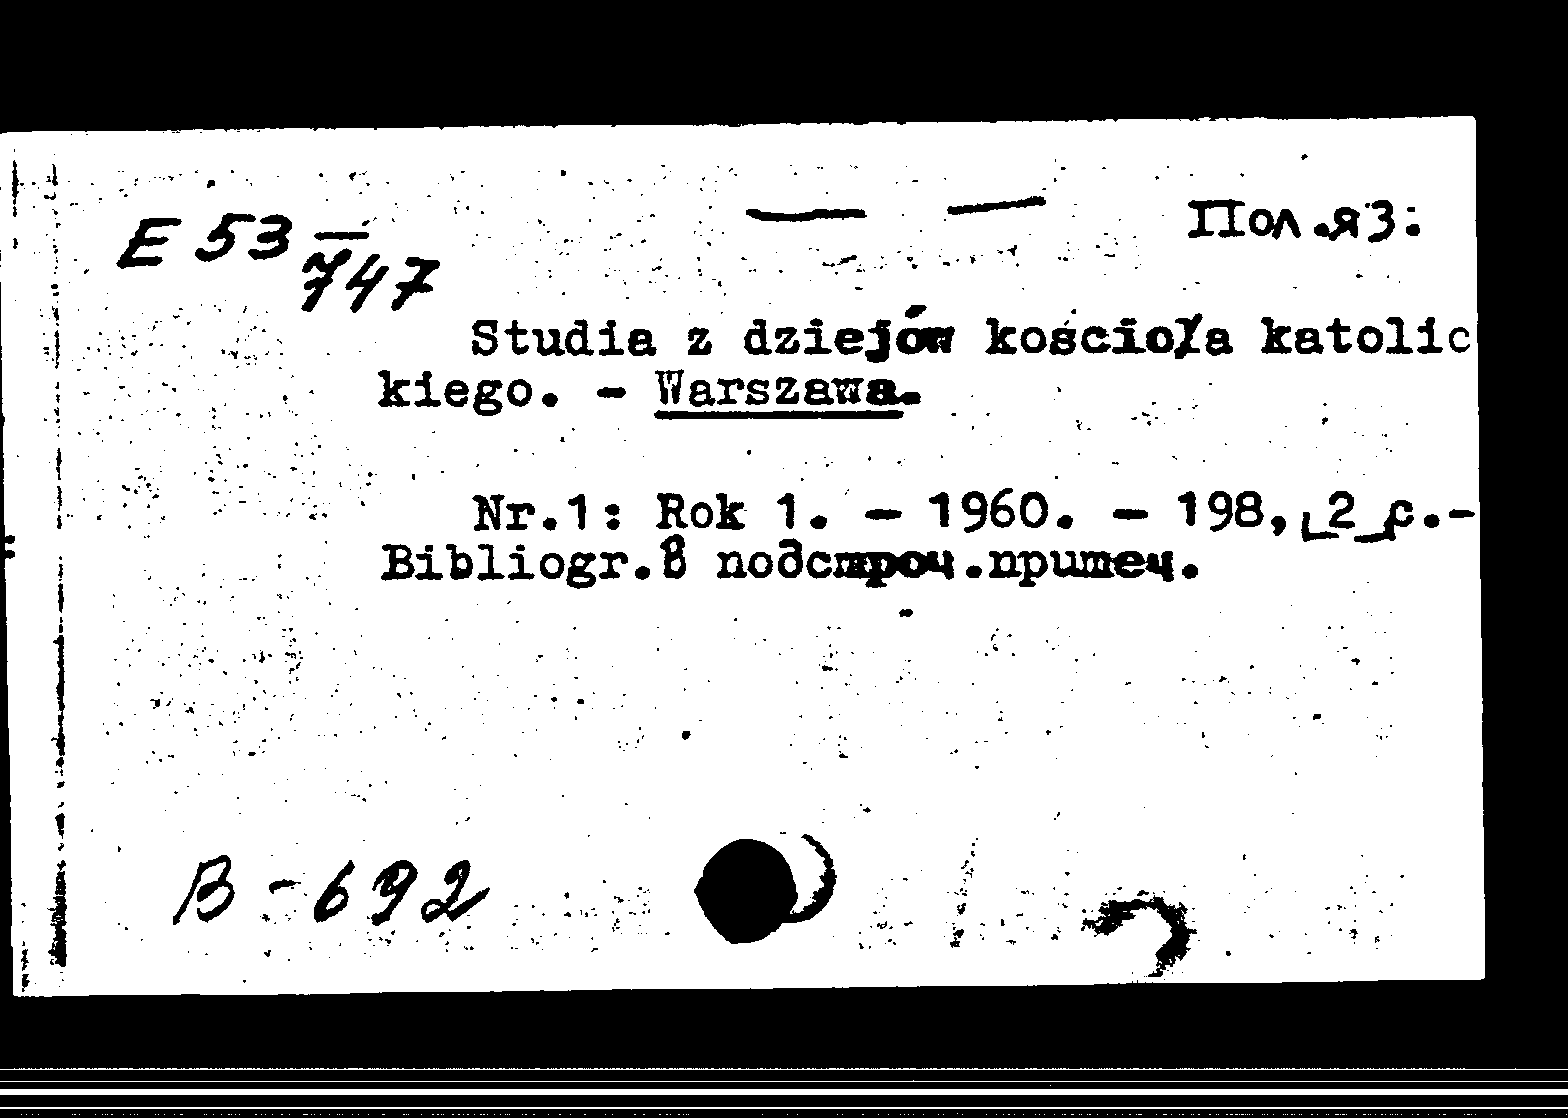 E 53 — Пол.яз.
747
Studia z dziejów kościoła katolic
kiego. - Warszawa.
Nr.1: Rok 1. - 1960. - 198, [2] с.-
Bibliogr.в подстроч.примеч.
В-692